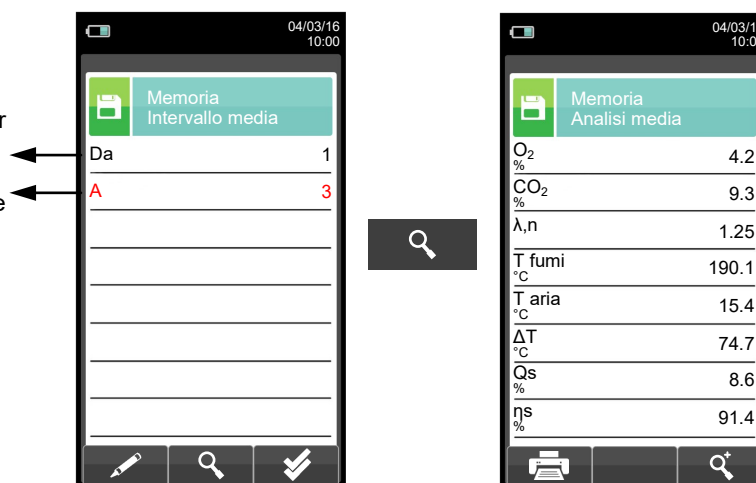 04/03/16
10:00
Memoria
Intervallo media
Da 1
A 3
04/03/1
10:0
Memoria
Analisi media
O2 % 4.2
CO2 % 9.3
λ,n 1.25
T fumi °C 190.1
T aria °C 15.4
ΔT °C 74.7
Qs % 8.6
ηs % 91.4